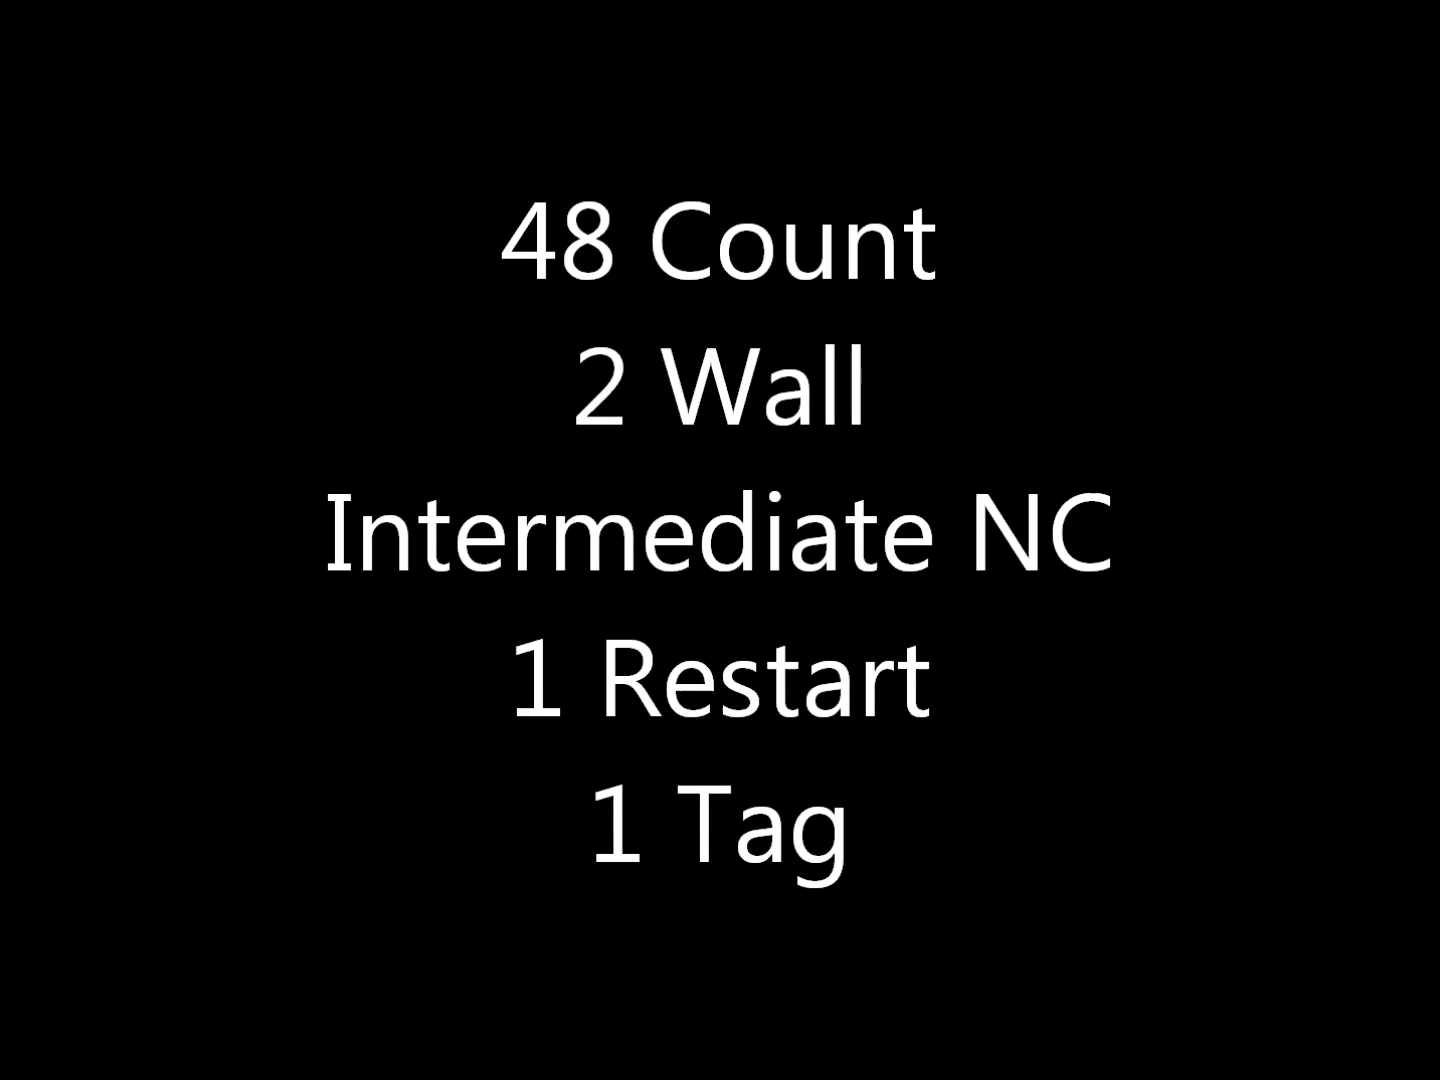 48 Count
2 Wall
Intermediate NC
1 Restart
1 Tag